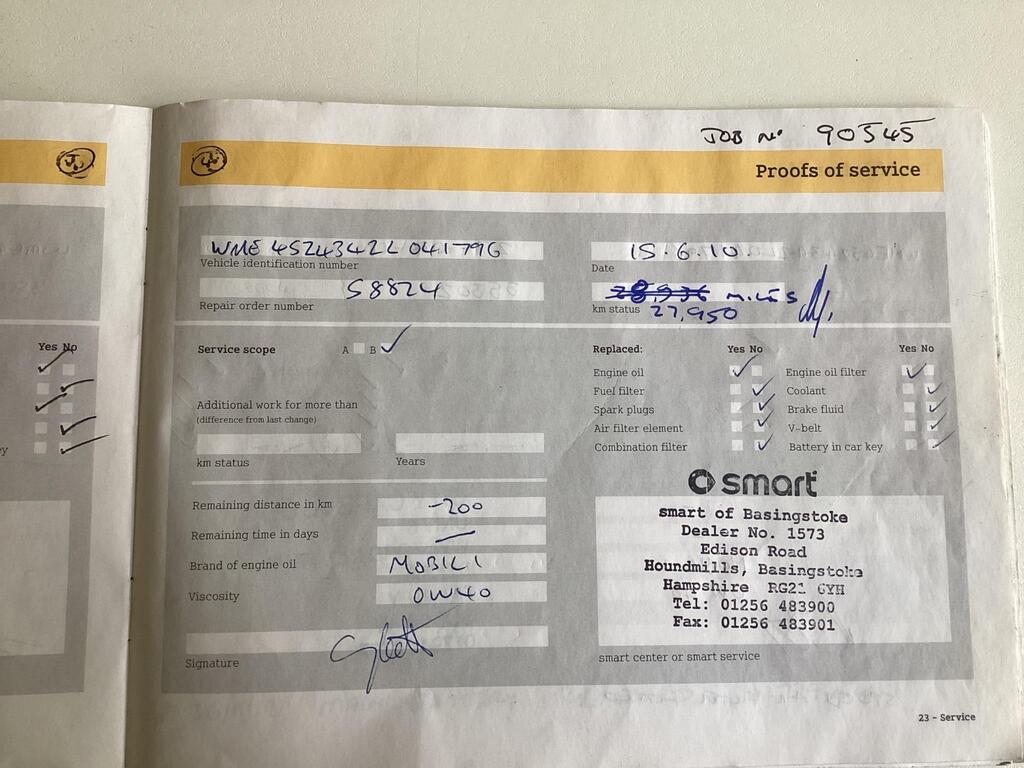 JOB No 90545
Proofs of service
WME 4524342L 041796
Vehicle identification number
15.6.10.
Date
58824
Repair order number
28,936 miles
km status 27,950
Service scope A B
Replaced: Yes No Yes No
Engine oil Engine oil filter
Fuel filter Coolant
Spark plugs Brake fluid
Air filter element V-belt
Combination filter Battery in car key
Additional work for more than
(difference from last change)
km status Years
Remaining distance in km -200
Remaining time in days —
Brand of engine oil MOBIL 1
Viscosity 0W40
Signature
smart
smart of Basingstoke
Dealer No. 1573
Edison Road
Houndmills, Basingstoke
Hampshire RG21 6YH
Tel: 01256 483900
Fax: 01256 483901
smart center or smart service
23 - Service
Yes No
y